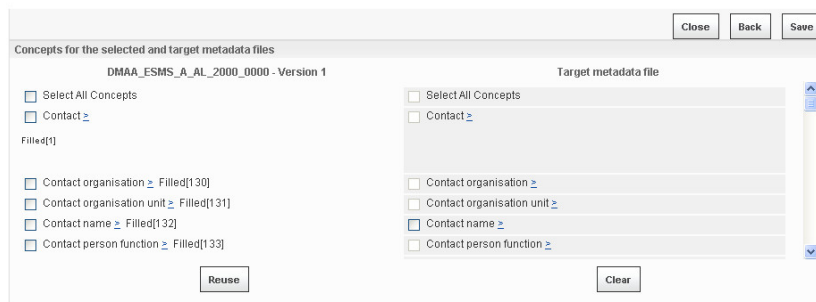 Close Back Save
Concepts for the selected and target metadata files
DMAA_ESMS_A_AL_2000_0000 - Version 1 Target metadata file
Select All Concepts Select All Concepts
Contact > Contact >
Filled[1]
Contact organisation > Filled[130] Contact organisation >
Contact organisation unit > Filled[131] Contact organisation unit >
Contact name > Filled[132] Contact name >
Contact person function > Filled[133] Contact person function >
Reuse Clear